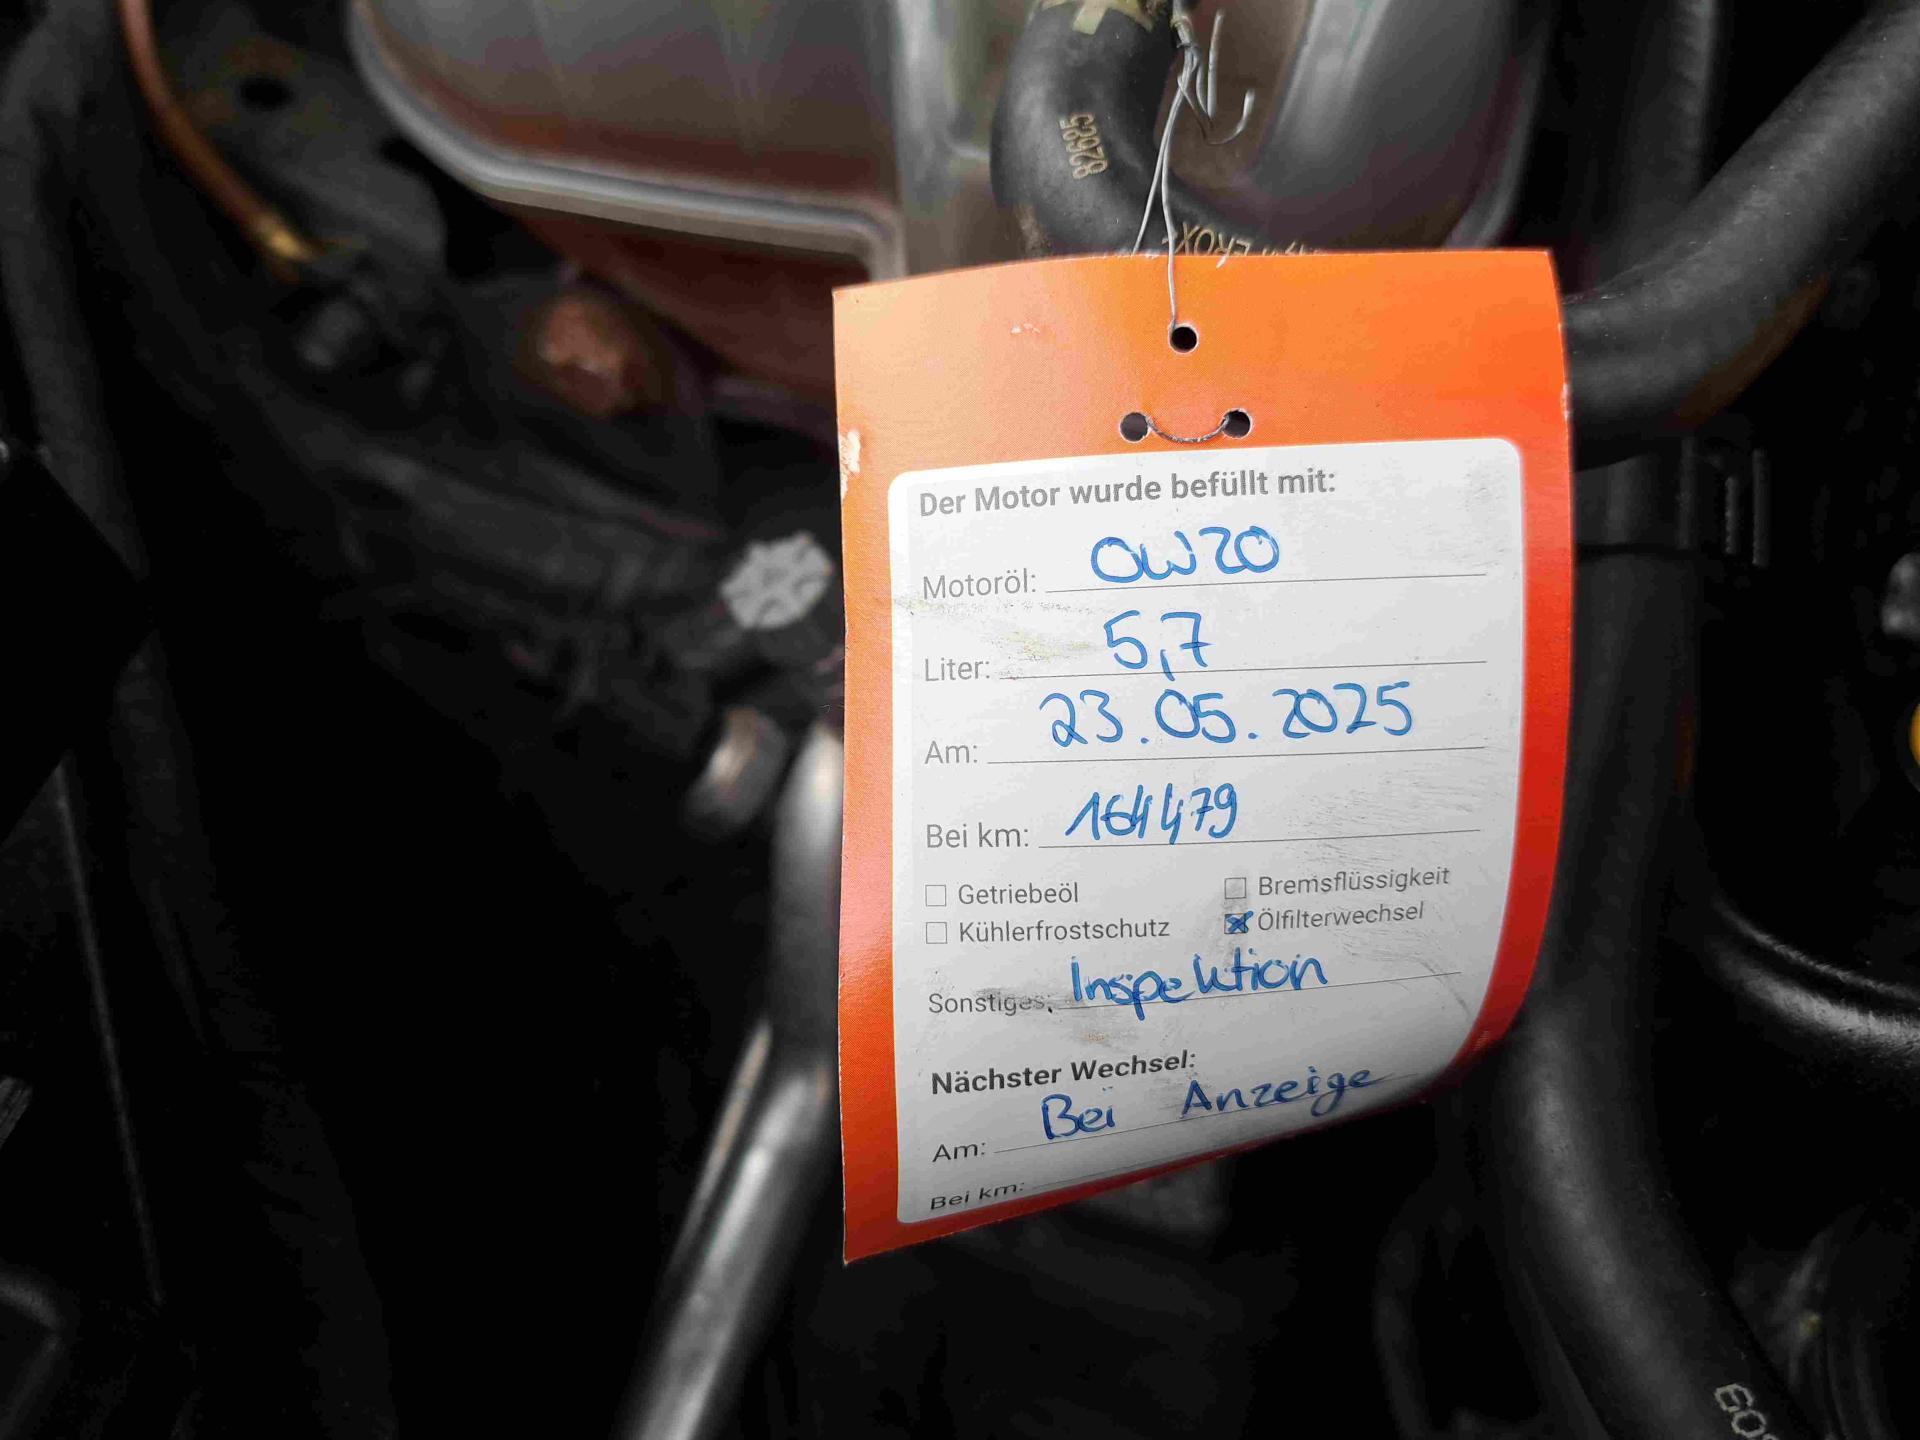 58928
Der Motor wurde befüllt mit:
Motoröl: 0W20
Liter: 5,7
Am: 23.05.2025
Bei km: 164479
Getriebeöl Bremsflüssigkeit
Kühlerfrostschutz Ölfilterwechsel
Sonstiges: Inspektion
Nächster Wechsel:
Am: Bei Anzeige
Bei km: